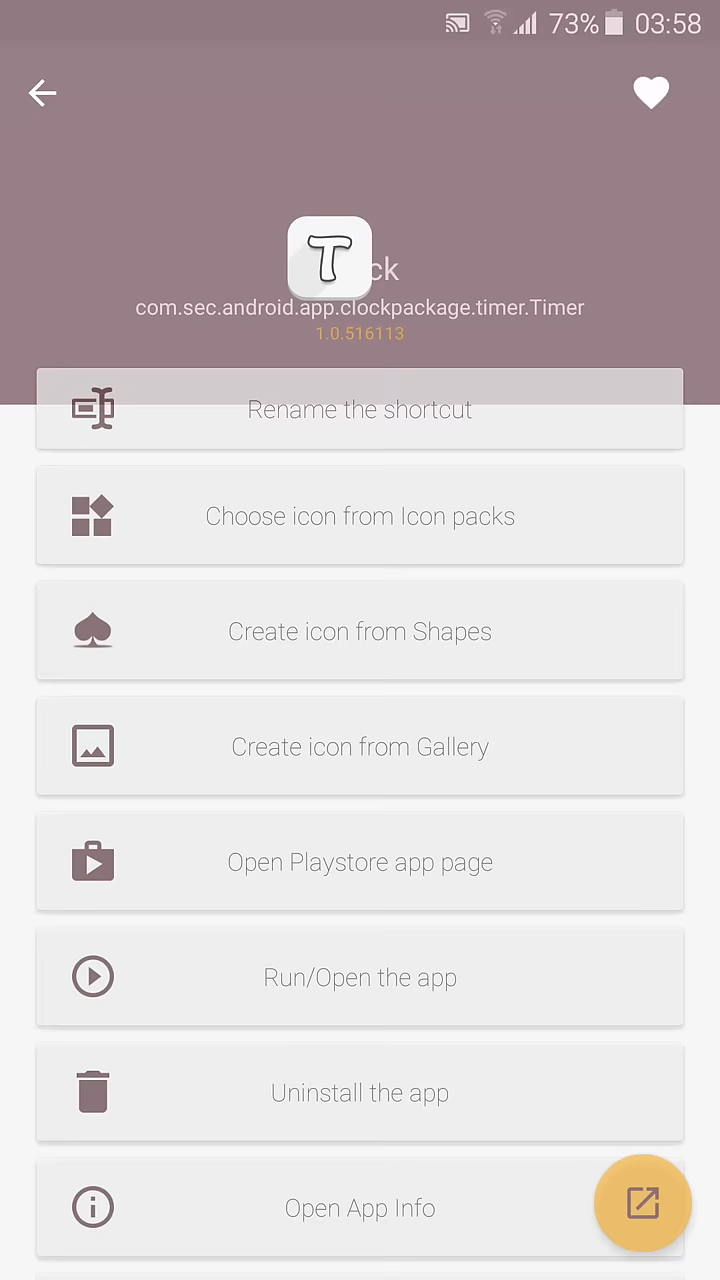 73% 03:58
T
ck
com.sec.android.app.clockpackage.timer.Timer
1.0.516113
Rename the shortcut
Choose icon from Icon packs
Create icon from Shapes
Create icon from Gallery
Open Playstore app page
Run/Open the app
Uninstall the app
Open App Info